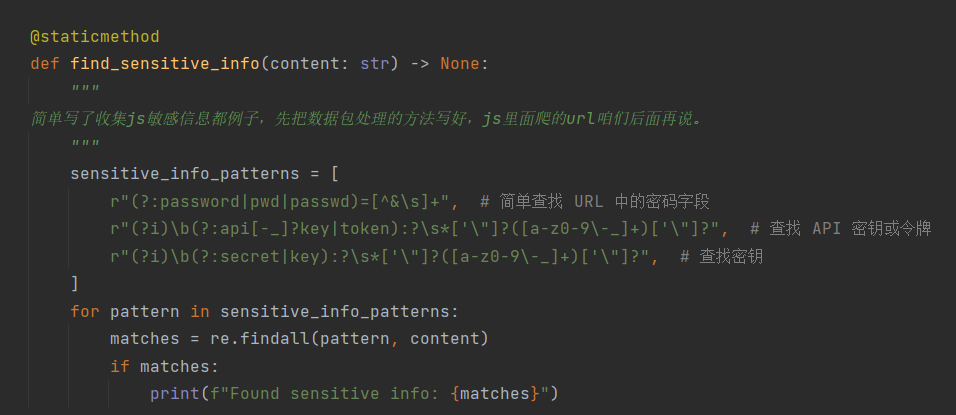 @staticmethod
def find_sensitive_info(content: str) -> None:
"""
简单写了收集js敏感信息都例子，先把数据包处理的方法写好，js里面爬的url咱们后面再说。
"""
sensitive_info_patterns = [
r"(?:password|pwd|passwd)=[^&\s]+",  # 简单查找 URL 中的密码字段
r"(?i)\b(?:api[-_]?key|token):?\s*['\"]?([a-z0-9\-_]+)['\"]?",  # 查找 API 密钥或令牌
r"(?i)\b(?:secret|key):?\s*['\"]?([a-z0-9\-_]+)['\"]?",  # 查找密钥
]
for pattern in sensitive_info_patterns:
matches = re.findall(pattern, content)
if matches:
print(f"Found sensitive info: {matches}")